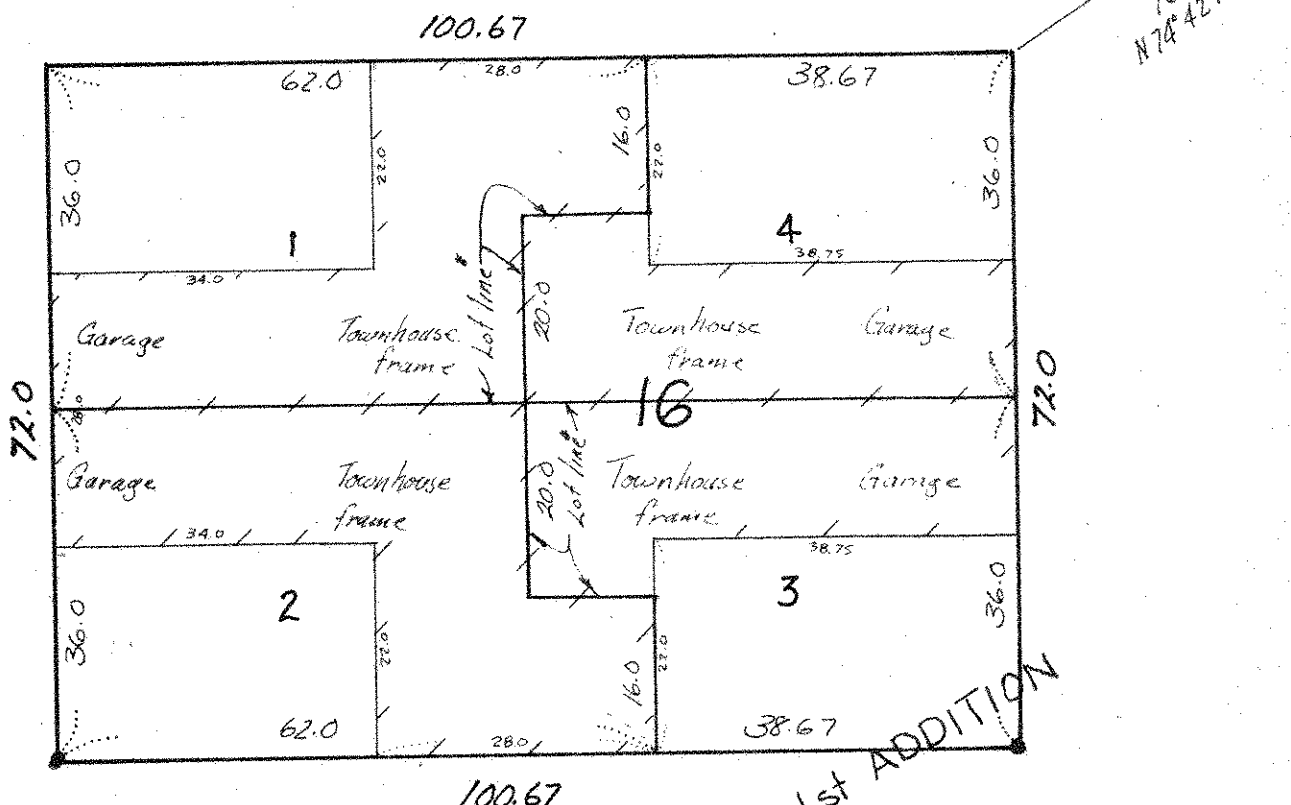 100.67
N74°42'
62.0
28.0
38.67
36.0
22.0
16.0
22.0
36.0
1
4
34.0
38.75
Lot line*
20.0
Garage
Townhouse
frame
Townhouse
frame
Garage
72.0
16
72.0
Garage
Townhouse
frame
20.0
Lot line*
Townhouse
frame
Garage
34.0
38.75
2
3
36.0
22.0
16.0
22.0
36.0
62.0
28.0
38.67
1st ADDITION
100.67